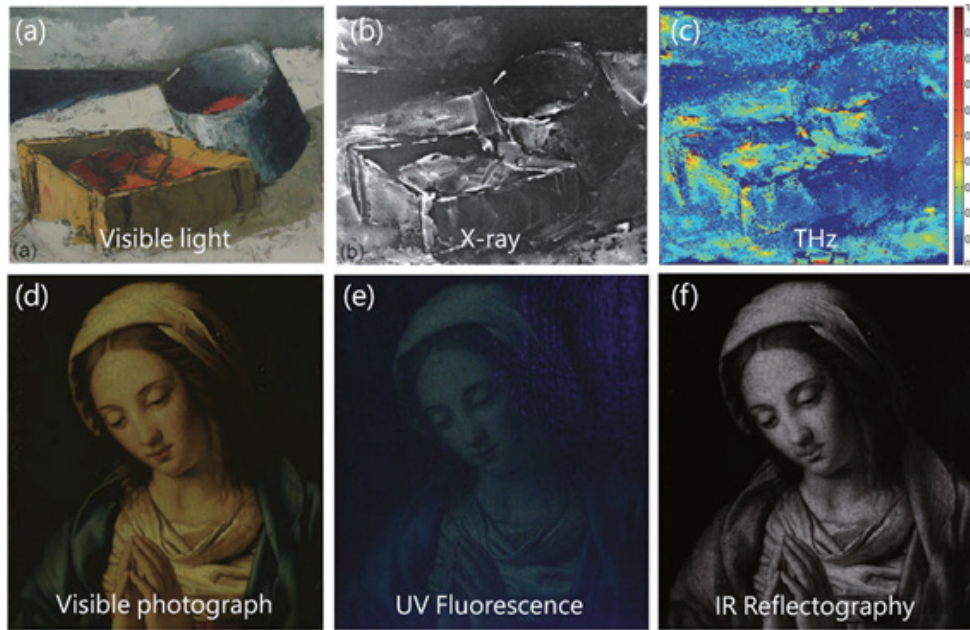 (a)
(a)
Visible light
(b)
(b)
X-ray
(c)
THz
(d)
Visible photograph
(e)
UV Fluorescence
(f)
IR Reflectography